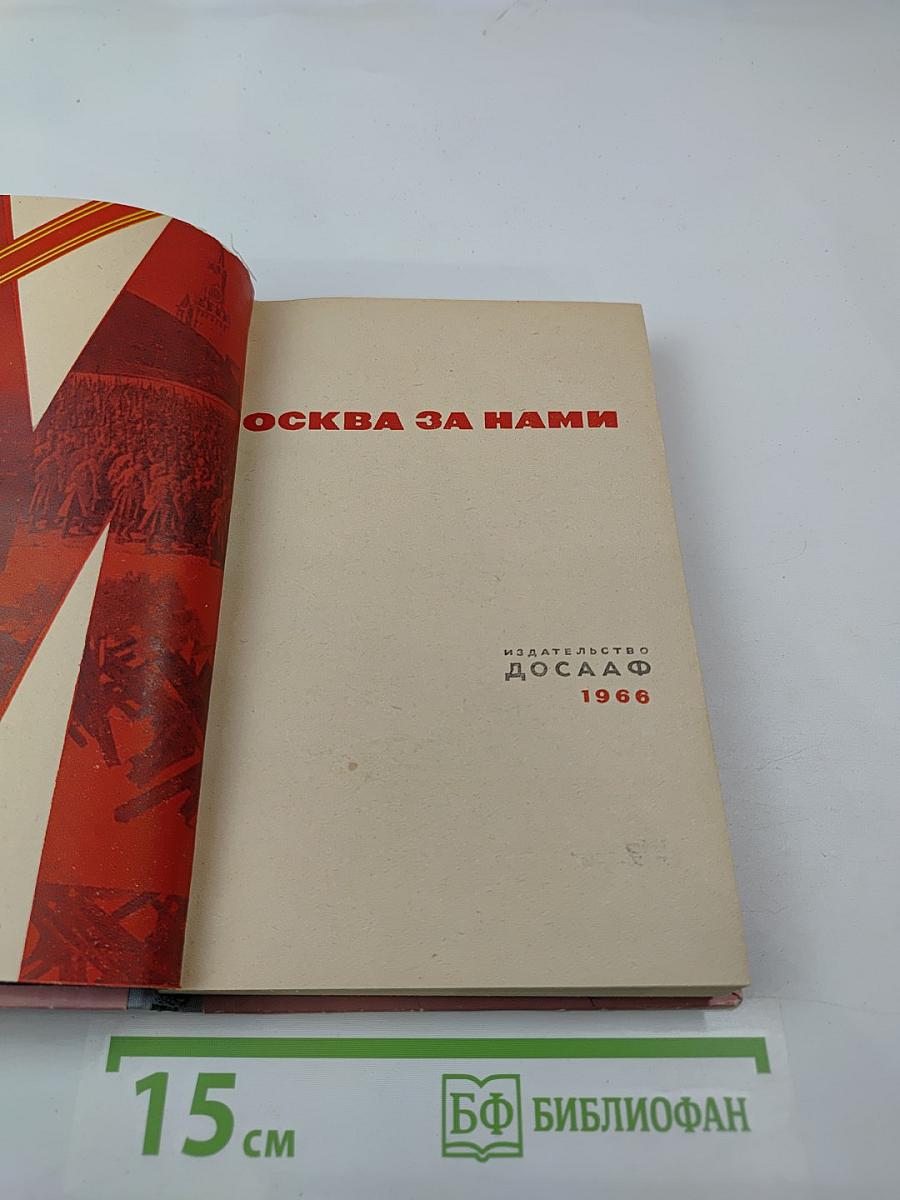 ОСКВА ЗА НАМИ
ИЗДАТЕЛЬСТВО
ДОСААФ
1966
15 см
БФ БИБЛИОФАН